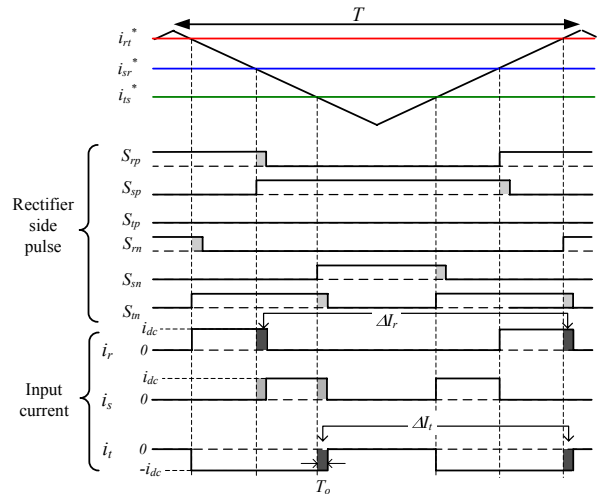 T
i_rt*
i_sr*
i_ts*
S_rp
S_sp
S_tp
S_rn
S_sn
S_tn
Rectifier
side
pulse
i_dc
i_r
0
ΔI_r
i_dc
i_s
0
Input
current
0
i_t
-i_dc
ΔI_t
T_o